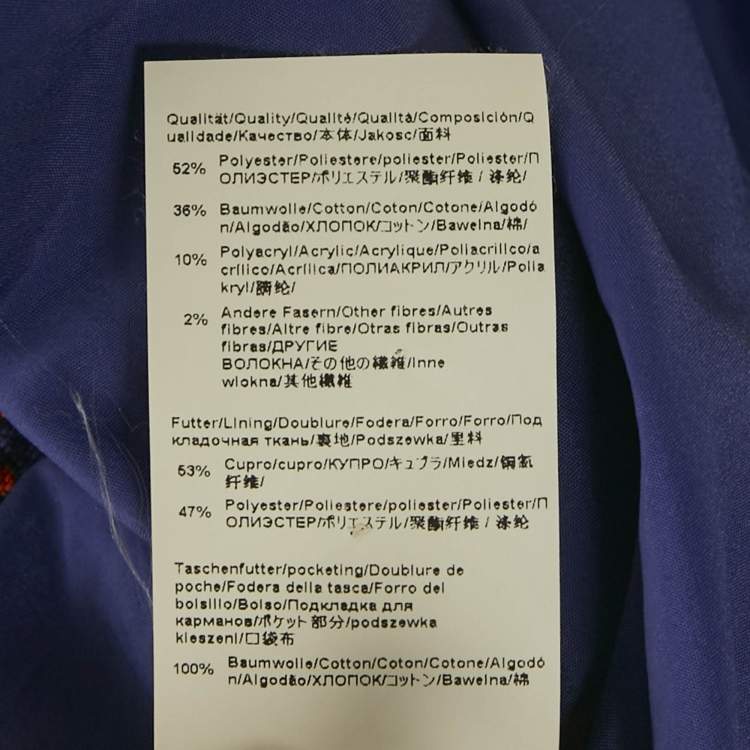 Qualität/Quality/Qualité/Qualità/Composición/Q
ualidade/Качество/本体/Jakosc/面料
52% Polyester/Poliestere/poliester/Poliester/П
ОЛИЭСТЕР/ポリエステル/聚酯纤维 / 涤纶/
36% Baumwolle/Cotton/Coton/Cotone/Algodó
n/Algodão/ХЛОПОК/コットン/Bawelna/棉/
10% Polyacryl/Acrylic/Acrylique/Poliacrilico/a
crílico/Acrílica/ПОЛИАКРИЛ/アクリル/Polia
kryl/腈纶/
2% Andere Fasern/Other fibres/Autres
fibres/Altre fibre/Otras fibras/Outras
fibras/ДРУГИЕ
ВОЛОКНА/その他の繊維/Inne
wlokna/其他纖維
Futter/Lining/Doublure/Fodera/Forro/Forro/Под
кладочная ткань/裏地/Podszewka/里料
53% Cupro/cupro/КУПРО/キュプラ/Miedz/铜氨
纤维/
47% Polyester/Poliestere/poliester/Poliester/П
ОЛИЭСТЕР/ポリエステル/聚酯纤维 / 涤纶
Taschenfutter/pocketing/Doublure de
poche/Fodera della tasca/Forro del
bolsillo/Bolso/Подкладка для
карманов/ポケット部分/podszewka
kieszeni/口袋布
100% Baumwolle/Cotton/Coton/Cotone/Algodó
n/Algodão/ХЛОПОК/コットン/Bawelna/棉